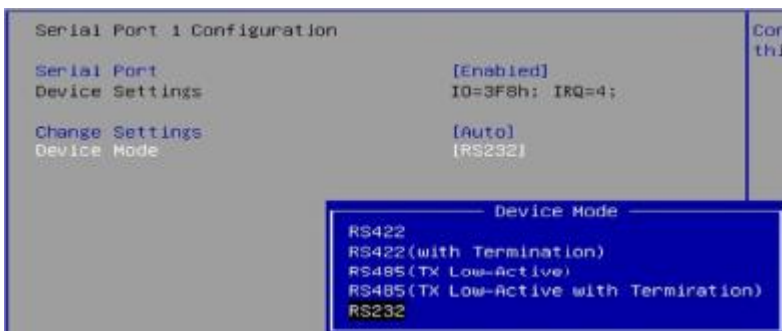 Serial Port 1 Configuration
Serial Port [Enabled]
Device Settings IO=3F8h; IRQ=4;
Change Settings [Auto]
Device Mode [RS232]
Device Mode
RS422
RS422(with Termination)
RS485(TX Low-Active)
RS485(TX Low-Active with Termiration)
RS232